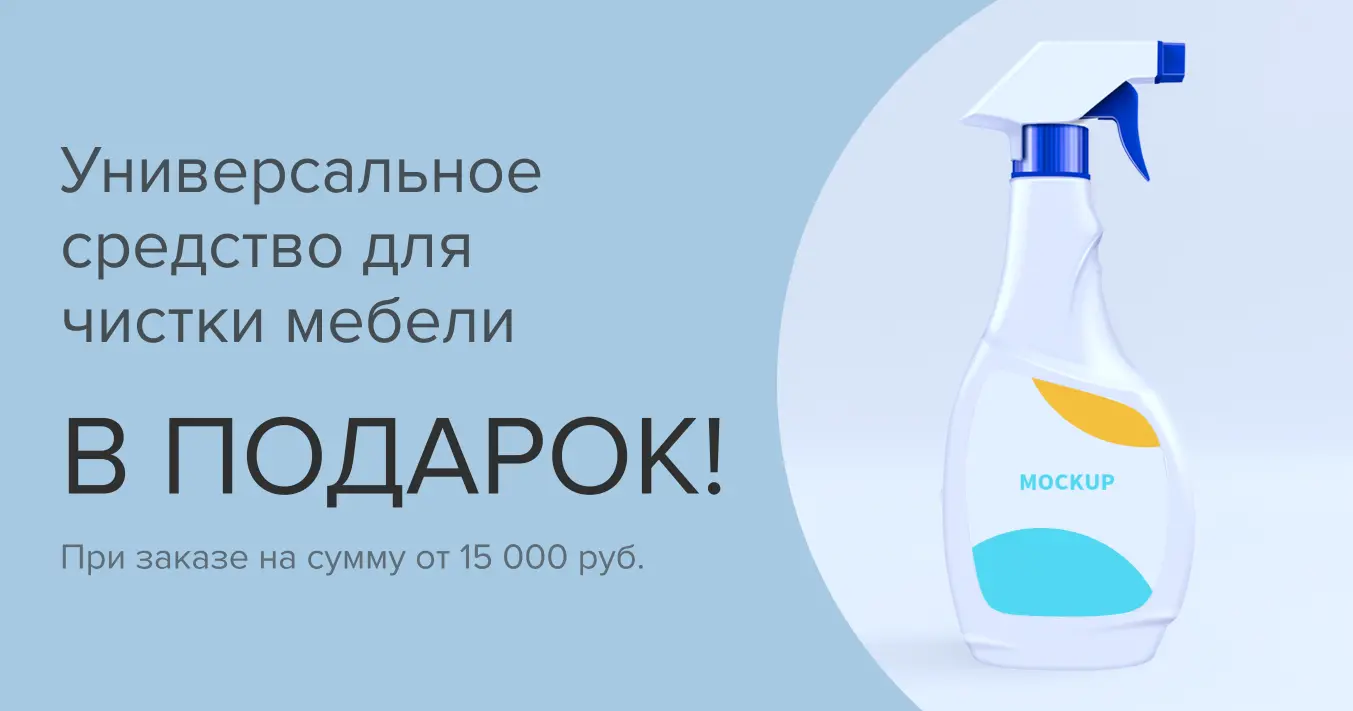 Универсальное
средство для
чистки мебели
В ПОДАРОК!
При заказе на сумму от 15 000 руб.
MOCKUP